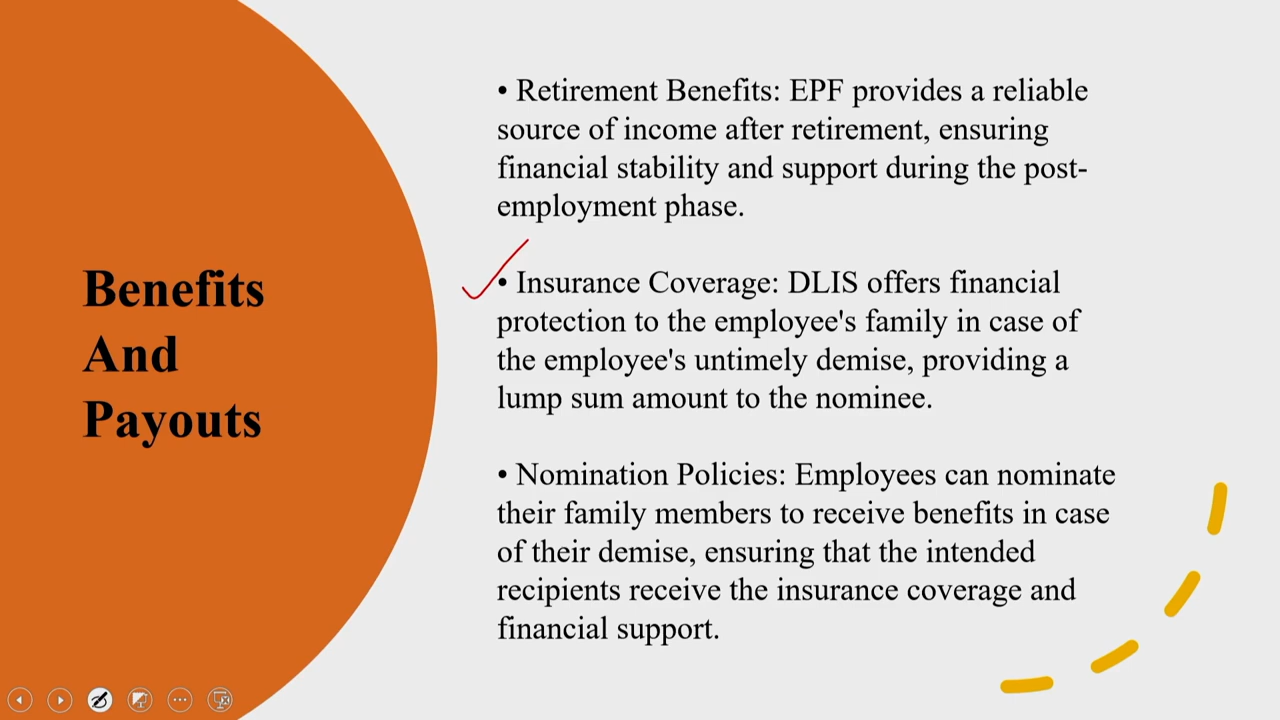 Benefits
And
Payouts
• Retirement Benefits: EPF provides a reliable
source of income after retirement, ensuring
financial stability and support during the post-
employment phase.
• Insurance Coverage: DLIS offers financial
protection to the employee's family in case of
the employee's untimely demise, providing a
lump sum amount to the nominee.
• Nomination Policies: Employees can nominate
their family members to receive benefits in case
of their demise, ensuring that the intended
recipients receive the insurance coverage and
financial support.